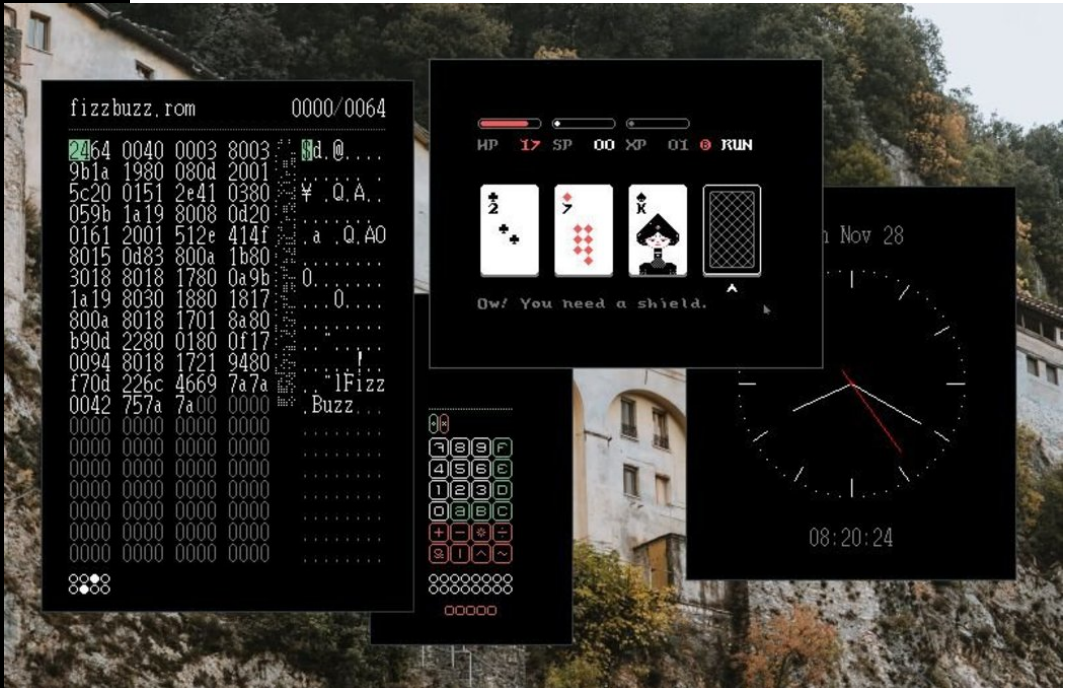 fizzbuzz.rom 0000/0064
2464 0040 0003 8003 $d.@....
9b1a 1980 080d 2001 ........
5c20 0151 2e41 0380 ¥ .Q.A..
059b 1a19 8008 0d20 .......
0161 2001 512e 414f .a .Q.AO
8015 0d83 800a 1b80 ........
3018 8018 1780 0a9b 0.......
1a19 8030 1880 1817 ...0....
800a 8018 1701 8a80 ........
b90d 2280 0180 0f17 ..".....
0094 8018 1721 9480 .....!..
f70d 226c 4669 7a7a .."lFizz
0042 757a 7a00 0000 .Buzz...
0000 0000 0000 0000 ........
0000 0000 0000 0000 ........
0000 0000 0000 0000 ........
0000 0000 0000 0000 ........
0000 0000 0000 0000 ........
0000 0000 0000 0000 ........
0000 0000 0000 0000 ........
HP 17 SP 00 XP 01 B RUN
2 7 K
Ow! You need a shield.
7 8 9 F
4 5 6 E
1 2 3 D
0 a B C
+ - * ÷
& | ^ ~
n Nov 28
08:20:24